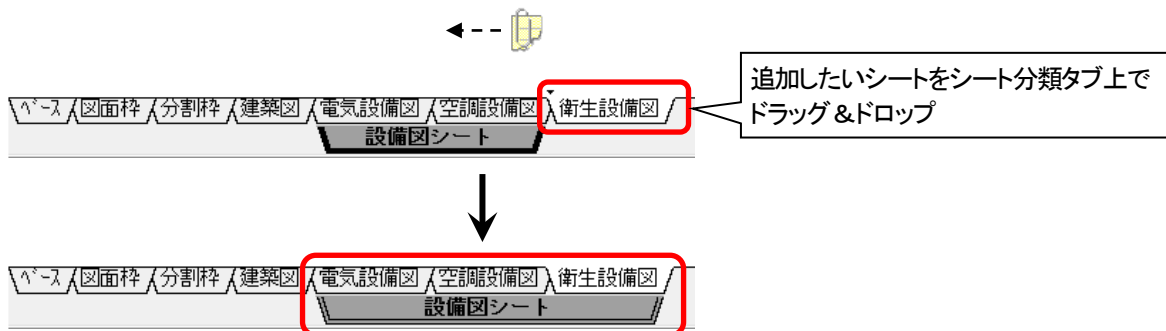 追加したいシートをシート分類タブ上で
ドラッグ&ドロップ
ベース 図面枠 分割枠 建築図 電気設備図 空調設備図 衛生設備図
設備図シート
ベース 図面枠 分割枠 建築図 電気設備図 空調設備図 衛生設備図
設備図シート